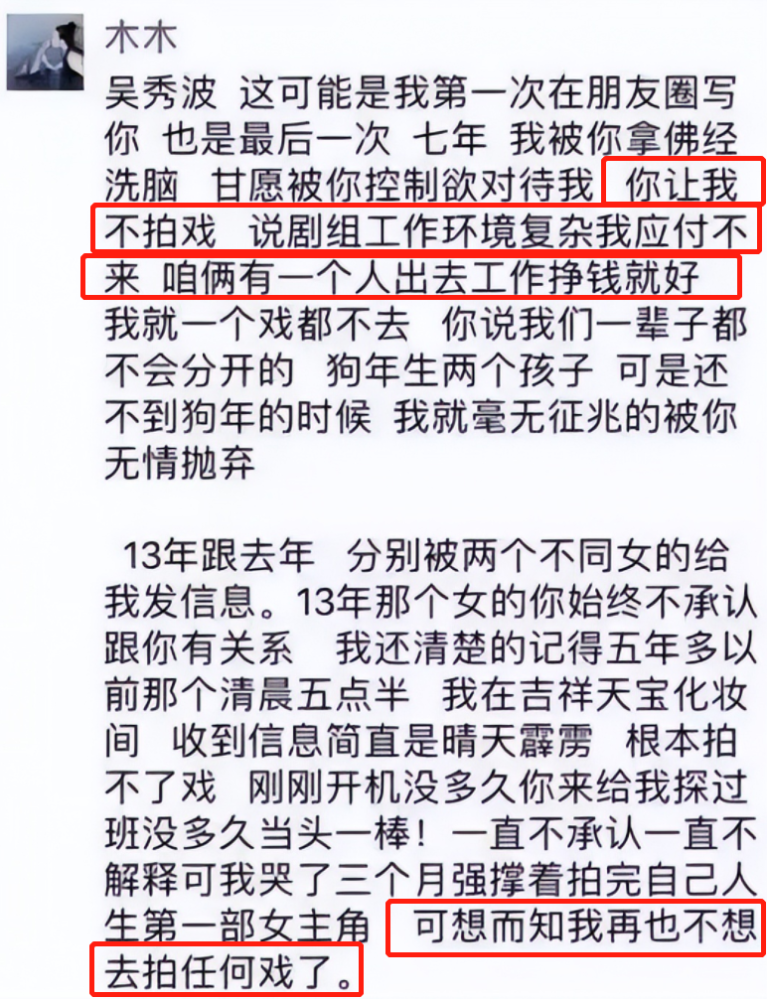 木木
吴秀波 这可能是我第一次在朋友圈写
你 也是最后一次 七年 我被你拿佛经
洗脑 甘愿被你控制欲对待我 你让我
不拍戏 说剧组工作环境复杂我应付不
来 咱俩有一个人出去工作挣钱就好
我就一个戏都不去 你说我们一辈子都
不会分开的 狗年生两个孩子 可是还
不到狗年的时候 我就毫无征兆的被你
无情抛弃
13年跟去年 分别被两个不同女的给
我发信息。13年那个女的你始终不承认
跟你有关系 我还清楚的记得五年多以
前那个清晨五点半 我在吉祥天宝化妆
间 收到信息简直是晴天霹雳 根本拍
不了戏 刚刚开机没多久你来给我探过
班没多久当头一棒！一直不承认一直不
解释可我哭了三个月强撑着拍完自己人
生第一部女主角 可想而知我再也不想
去拍任何戏了。